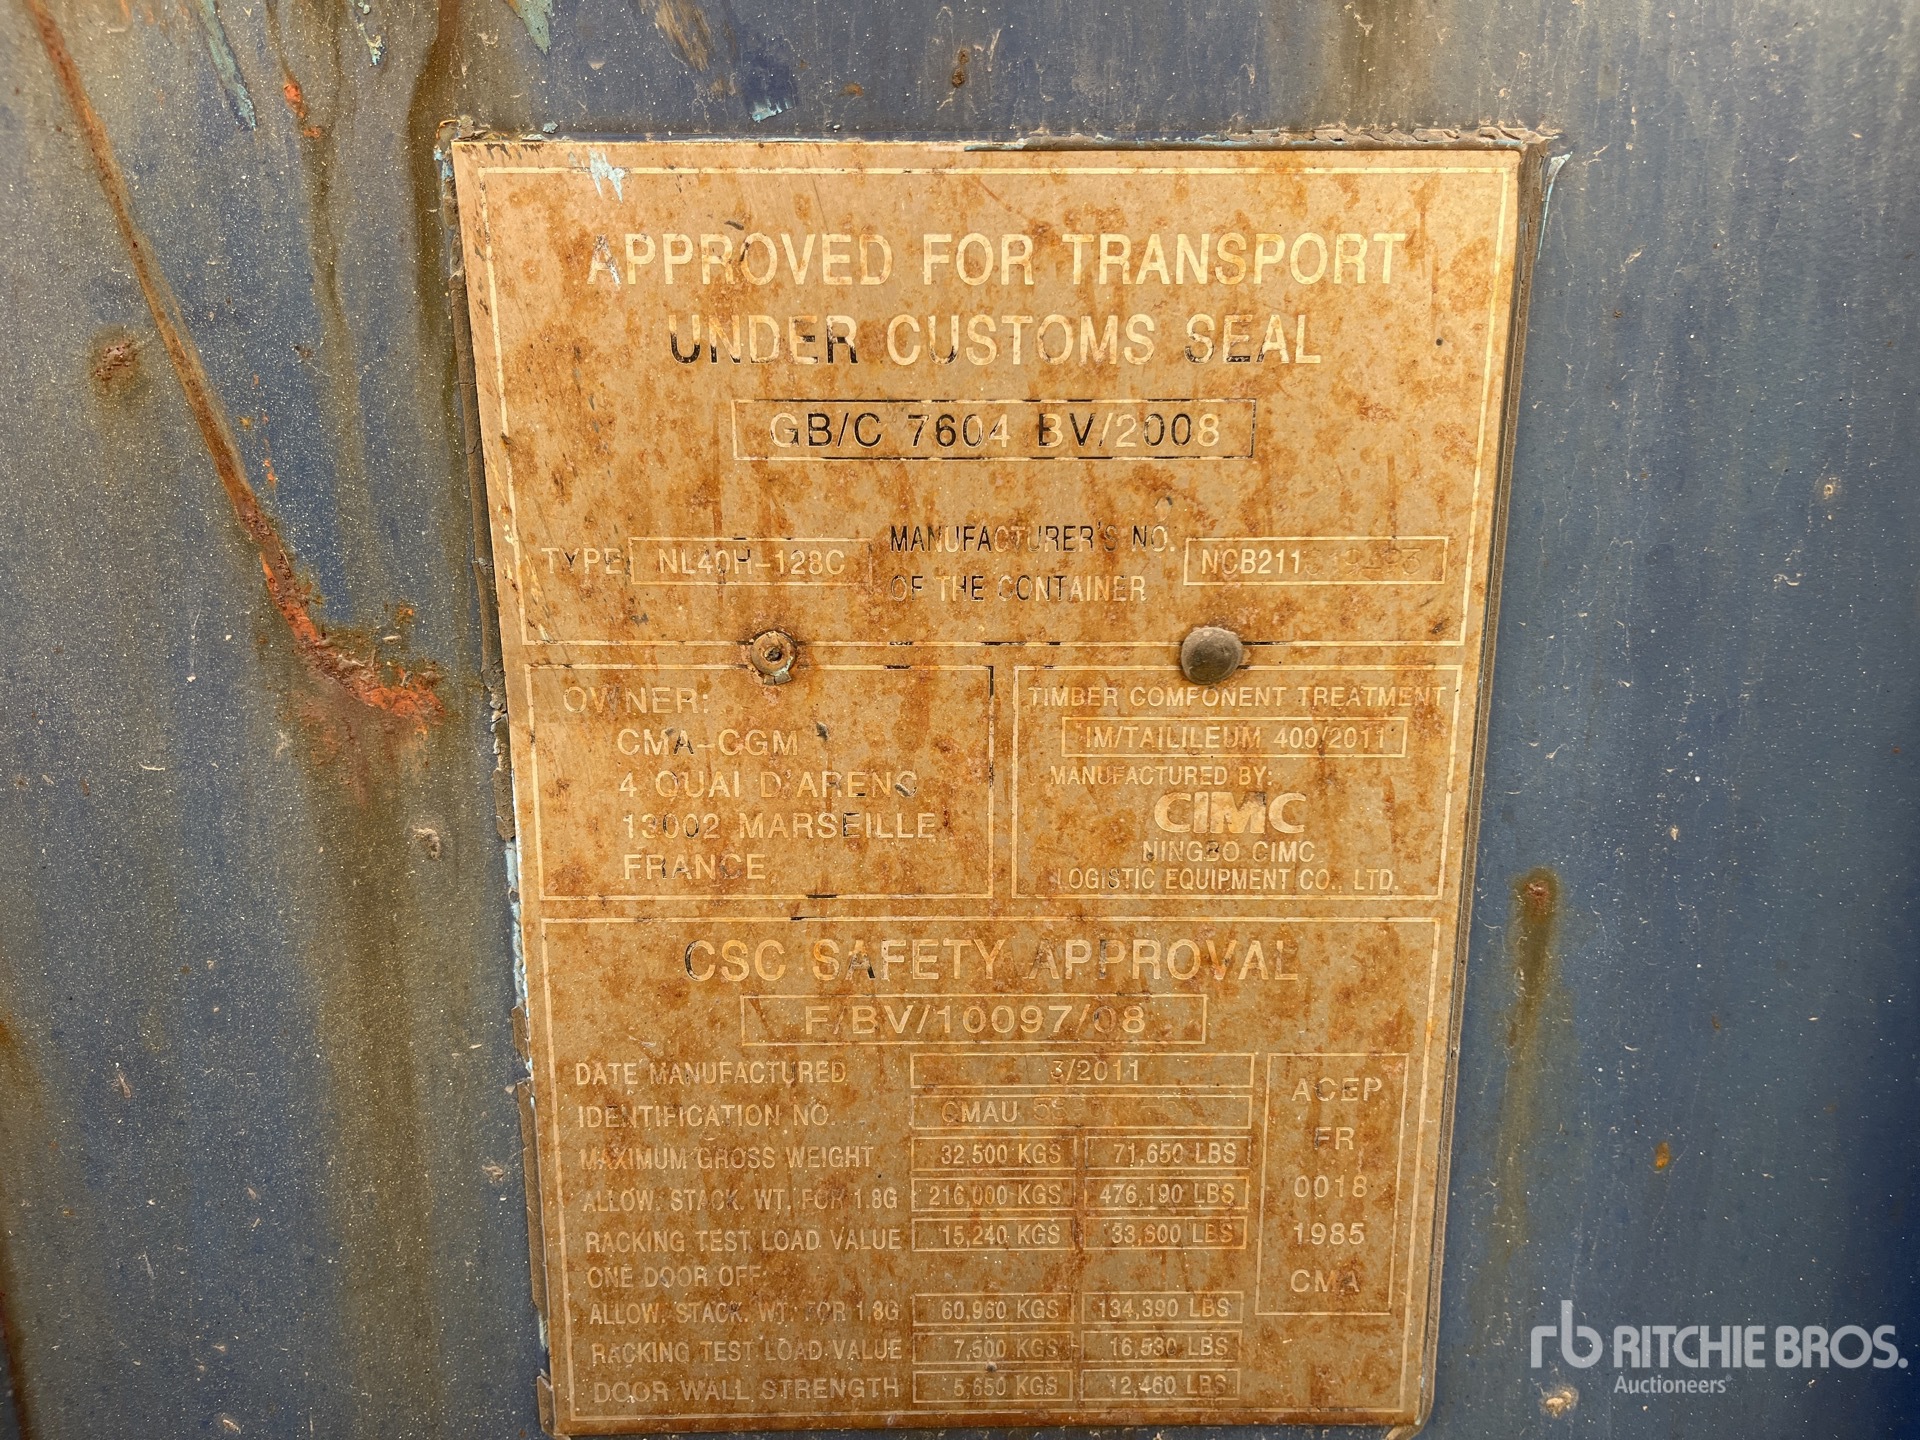 APPROVED FOR TRANSPORT
UNDER CUSTOMS SEAL
GB/C 7604 BV/2008
TYPE NL40H-128C
MANUFACTURER'S NO.
OF THE CONTAINER
OWNER:
CMA-CGM
4 QUAI D'ARENC
13002 MARSEILLE
FRANCE
TIMBER COMPONENT TREATMENT
IM/TAILILEUM 400/2011
MANUFACTURED BY:
CIMC
NINGBO CIMC
LOGISTIC EQUIPMENT CO., LTD.
CSC SAFETY APPROVAL
F/BV/10097/08
DATE MANUFACTURED 3/2011
IDENTIFICATION NO. CMAU
MAXIMUM GROSS WEIGHT 32,500 KGS 71,650 LBS
ALLOW. STACK. WT. FOR 1.8G 216,000 KGS 476,190 LBS
RACKING TEST LOAD VALUE 15,240 KGS 33,600 LBS
ONE DOOR OFF:
ALLOW. STACK. WT. FOR 1.8G 60,960 KGS 134,390 LBS
RACKING TEST LOAD VALUE 7,500 KGS 16,530 LBS
DOOR WALL STRENGTH 5,650 KGS 12,460 LBS
ACEP
FR
0018
1985
CMA
rb RITCHIE BROS.
Auctioneers